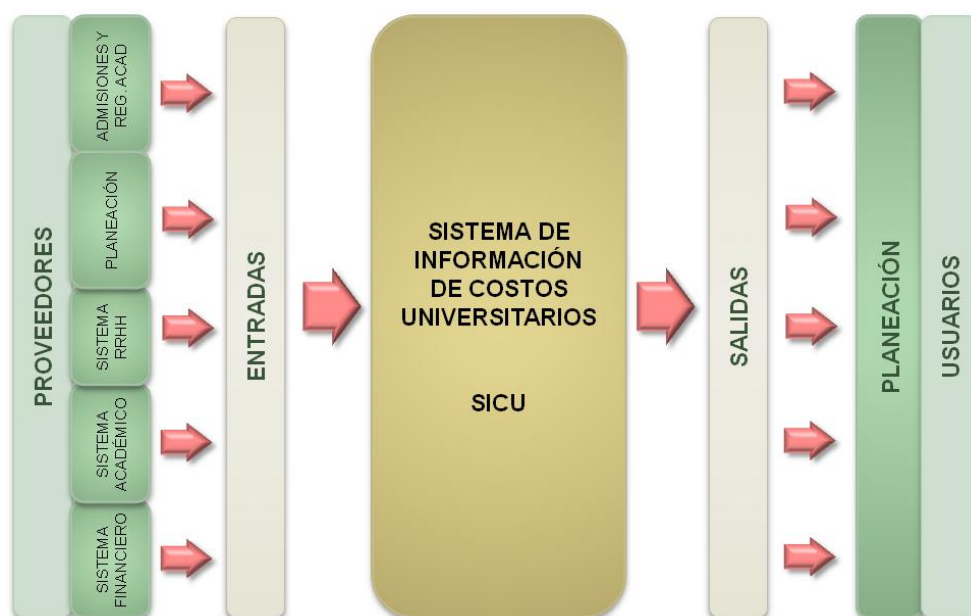 PROVEEDORES
ADMISIONES Y
REG. ACAD
PLANEACIÓN
SISTEMA
RRHH
SISTEMA
ACADÉMICO
SISTEMA
FINANCIERO
ENTRADAS
SISTEMA DE
INFORMACIÓN
DE COSTOS
UNIVERSITARIOS
SICU
SALIDAS
PLANEACIÓN
USUARIOS